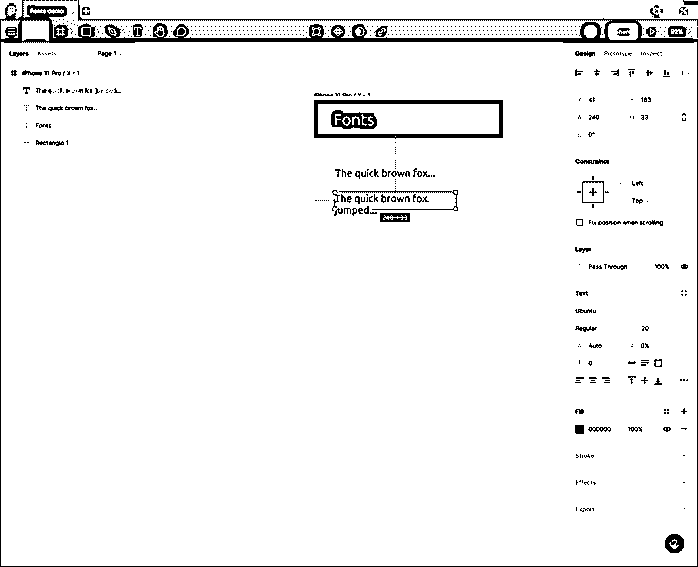 Fonts demo
Share
Layers Assets Page 1
Design Prototype Inspect
iPhone 11 Pro / X - 1
The quick brown fox jumped...
The quick brown fox...
Fonts
Rectangle 1
iPhone 11 Pro / X - 1
Fonts
The quick brown fox...
The quick brown fox
jumped...
240 × 33
X 41 Y 183
W 240 H 33
0°
Constraints
Left
Top
Fix position when scrolling
Layer
Pass Through 100%
Text
Ubuntu
Regular 20
Auto 0%
0
Fill
000000 100%
Stroke
Effects
Export
?